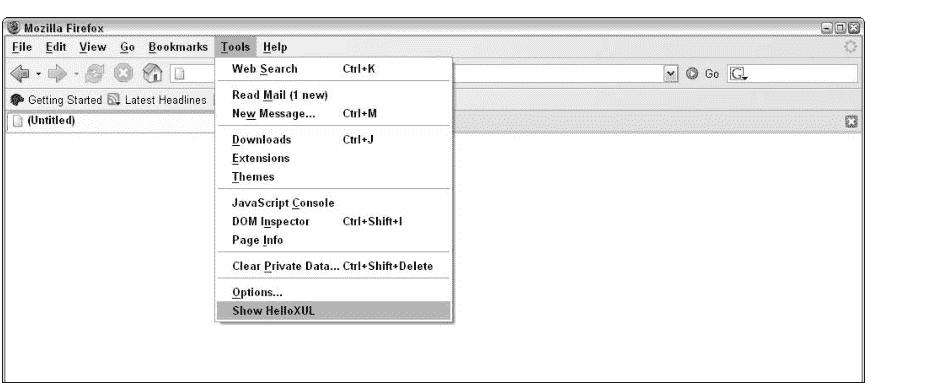 Mozilla Firefox
File Edit View Go Bookmarks Tools Help
Go G
Getting Started Latest Headlines
(Untitled)
Web Search Ctrl+K
Read Mail (1 new)
New Message... Ctrl+M
Downloads Ctrl+J
Extensions
Themes
JavaScript Console
DOM Inspector Ctrl+Shift+I
Page Info
Clear Private Data... Ctrl+Shift+Delete
Options...
Show HelloXUL